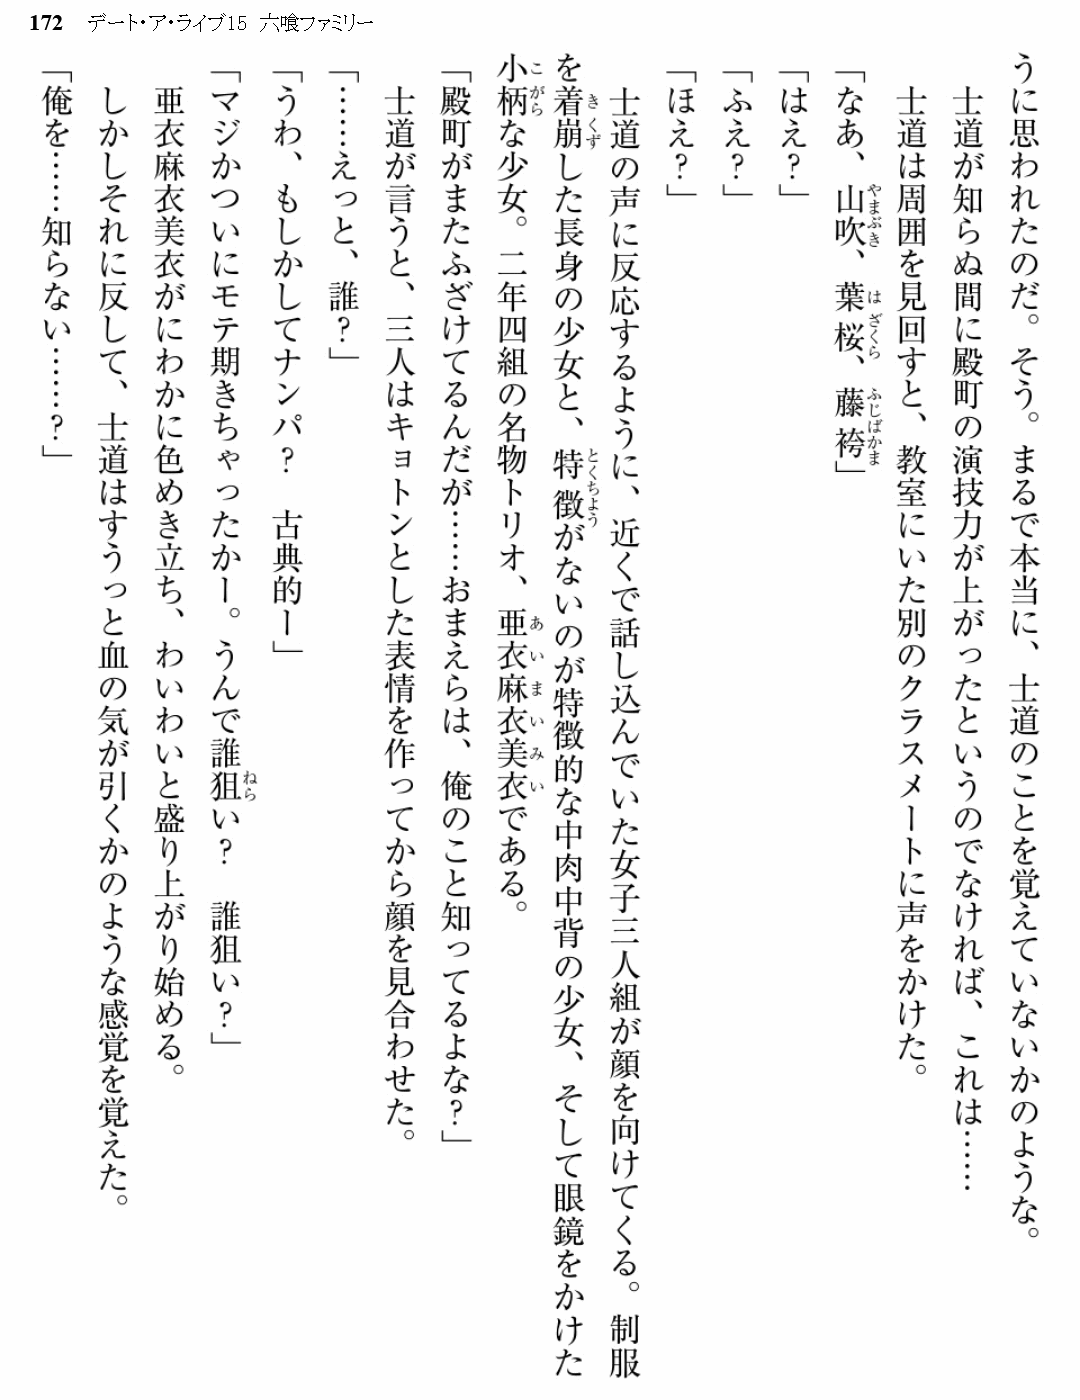 172 デート・ア・ライブ15 六喰ファミリー
うに思われたのだ。そう。まるで本当に、士道のことを覚えていないかのような。
士道が知らぬ間に殿町の演技力が上がったというのでなければ、これは……
士道は周囲を見回すと、教室にいた別のクラスメートに声をかけた。
「なあ、山吹、葉桜、藤袴」
「はえ？」
「ふえ？」
「ほえ？」
士道の声に反応するように、近くで話し込んでいた女子三人組が顔を向けてくる。制服
を着崩した長身の少女と、特徴がないのが特徴的な中肉中背の少女、そして眼鏡をかけた
小柄な少女。二年四組の名物トリオ、亜衣麻衣美衣である。
「殿町がまたふざけてるんだが……おまえらは、俺のこと知ってるよな？」
士道が言うと、三人はキョトンとした表情を作ってから顔を見合わせた。
「……えっと、誰？」
「うわ、もしかしてナンパ？　古典的ー」
「マジかついにモテ期きちゃったかー。うんで誰狙い？　誰狙い？」
亜衣麻衣美衣がにわかに色めき立ち、わいわいと盛り上がり始める。
しかしそれに反して、士道はすうっと血の気が引くかのような感覚を覚えた。
「俺を……知らない……？」